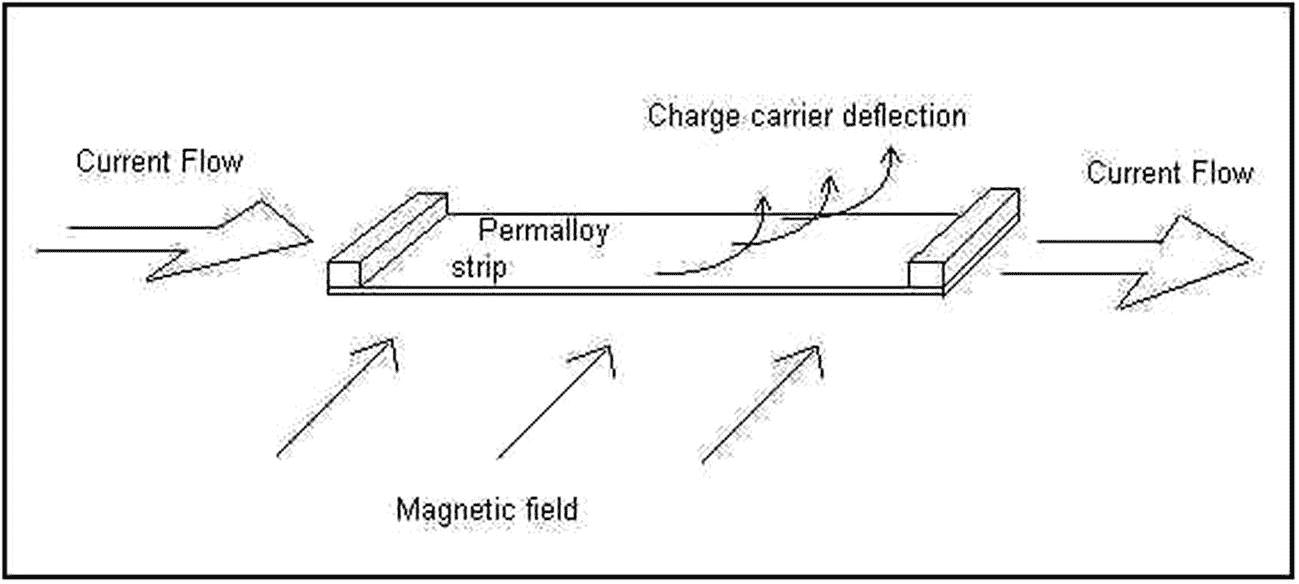 Charge carrier deflection
Current Flow
Current Flow
Permalloy
strip
Magnetic field